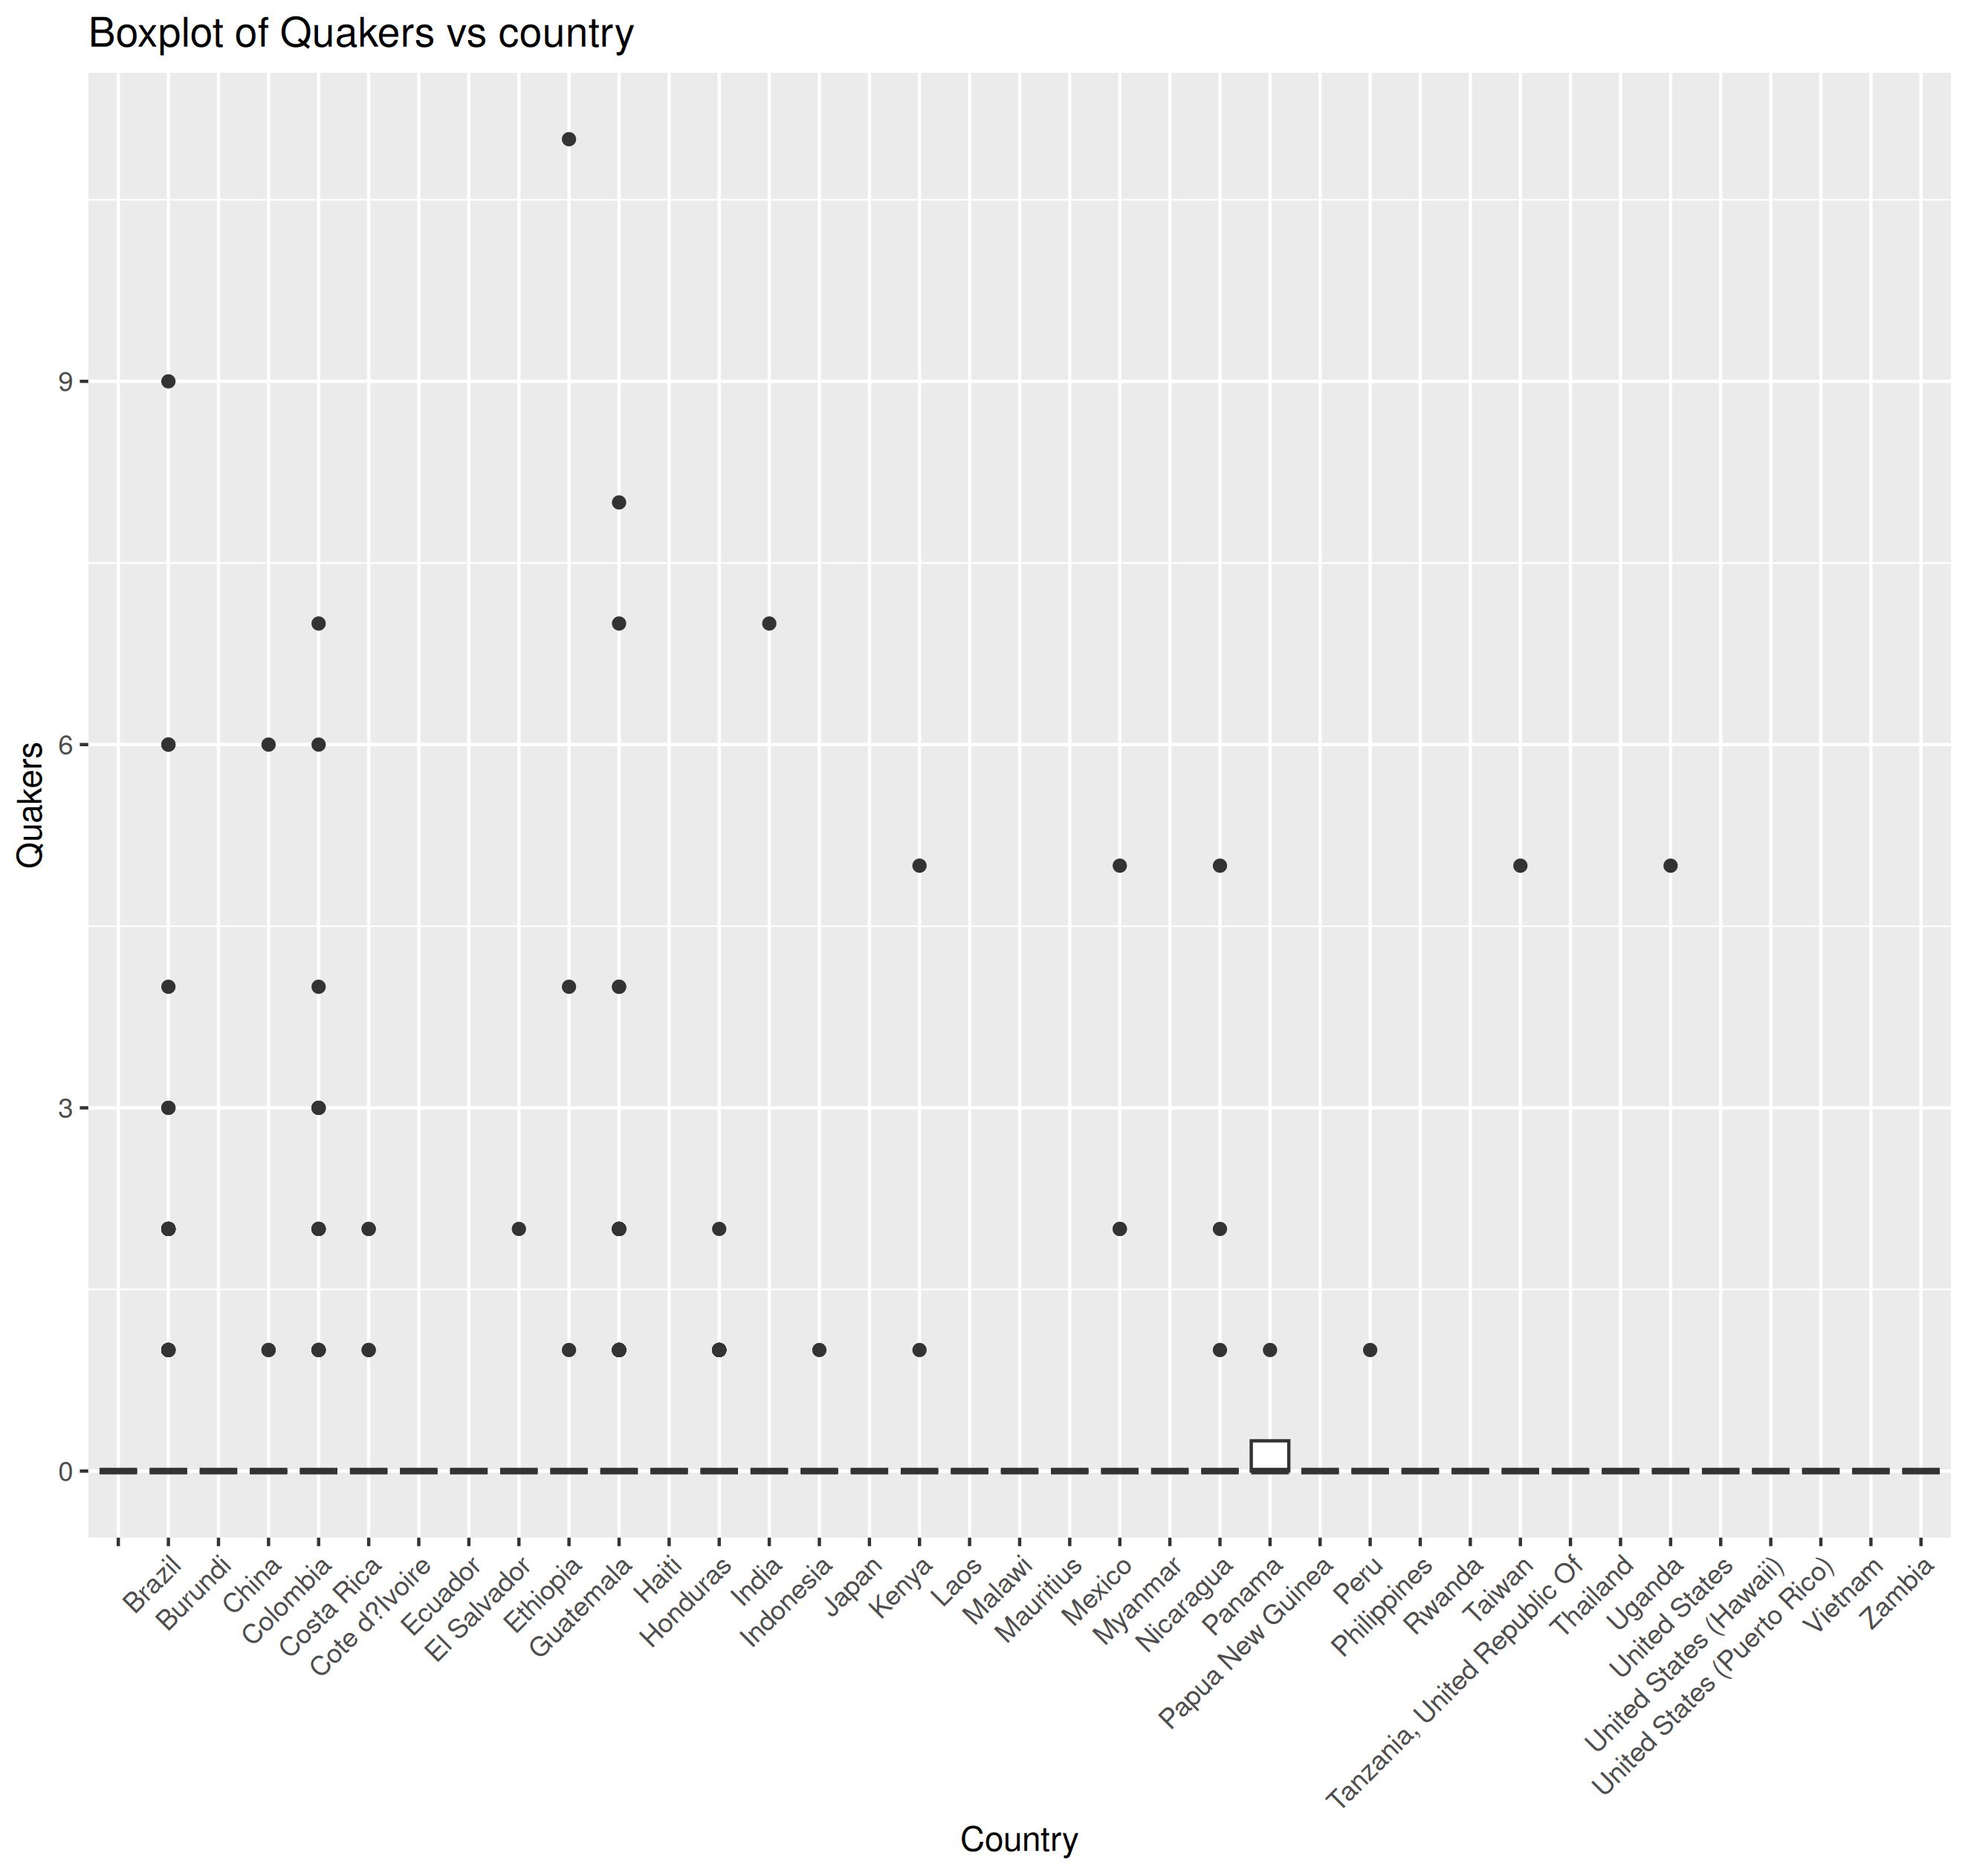 Boxplot of Quakers vs country
Quakers
9
6
3
0
Brazil
Burundi
China
Colombia
Costa Rica
Cote d?Ivoire
Ecuador
El Salvador
Ethiopia
Guatemala
Haiti
Honduras
India
Indonesia
Japan
Kenya
Laos
Malawi
Mauritius
Mexico
Myanmar
Nicaragua
Panama
Papua New Guinea
Peru
Philippines
Rwanda
Taiwan
Tanzania, United Republic Of
Thailand
Uganda
United States
United States (Hawaii)
United States (Puerto Rico)
Vietnam
Zambia
Country